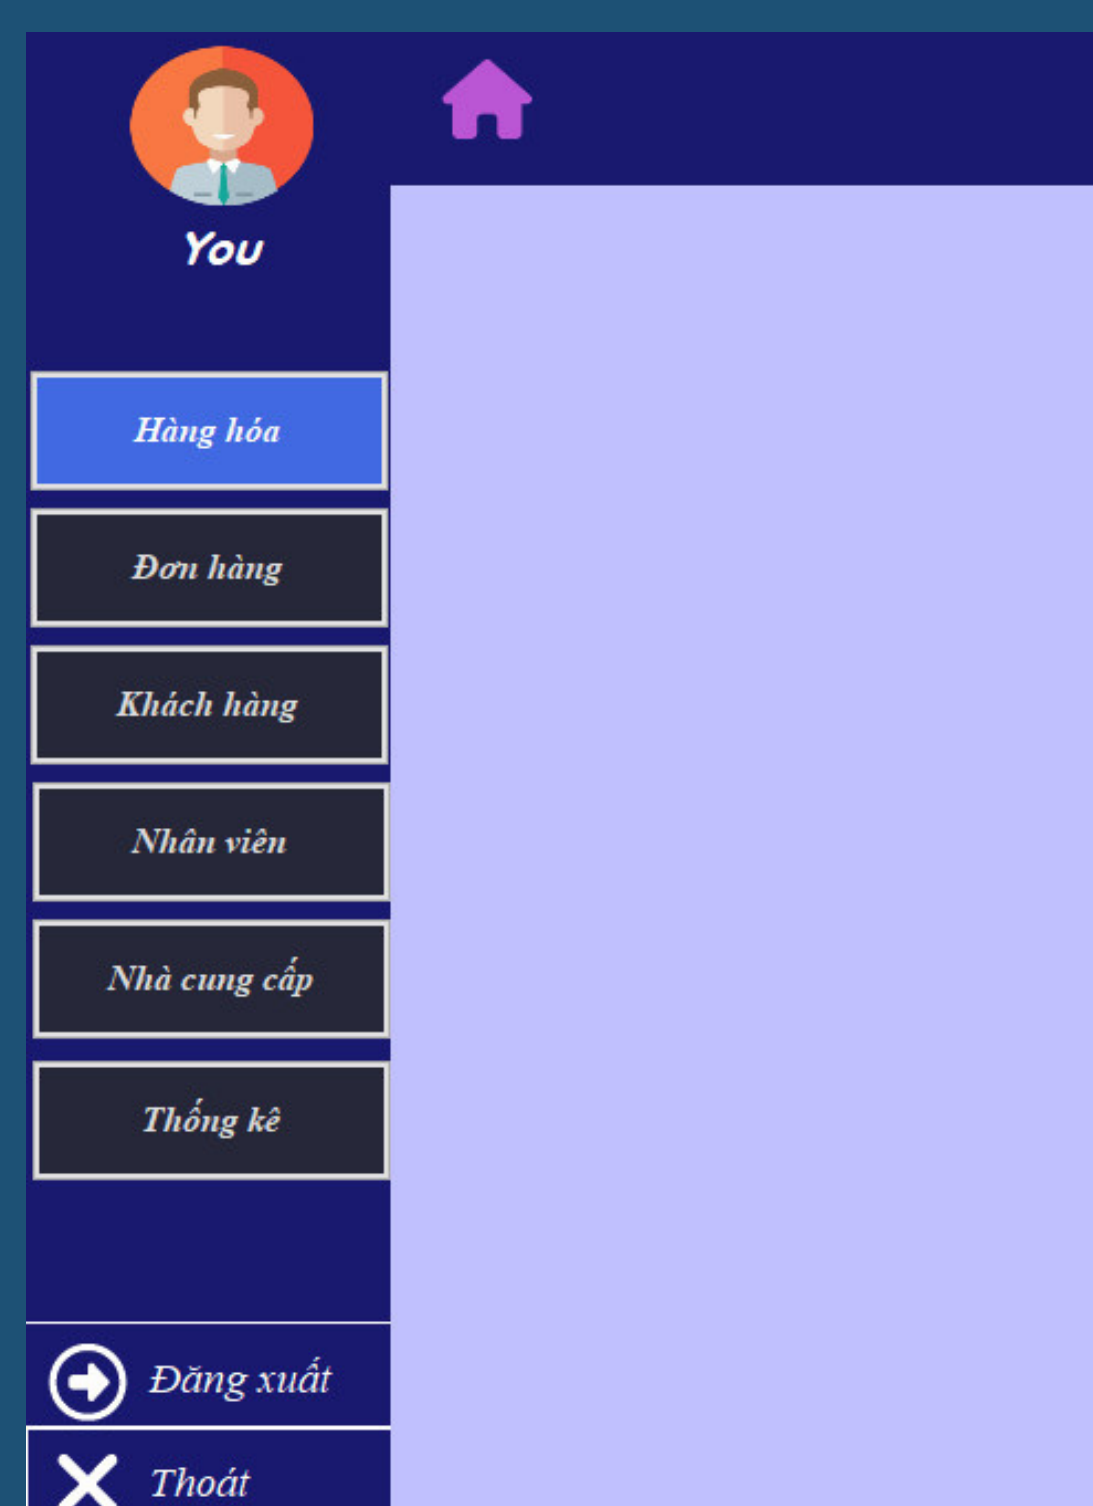 You
Hàng hóa
Đơn hàng
Khách hàng
Nhân viên
Nhà cung cấp
Thống kê
Đăng xuất
Thoát